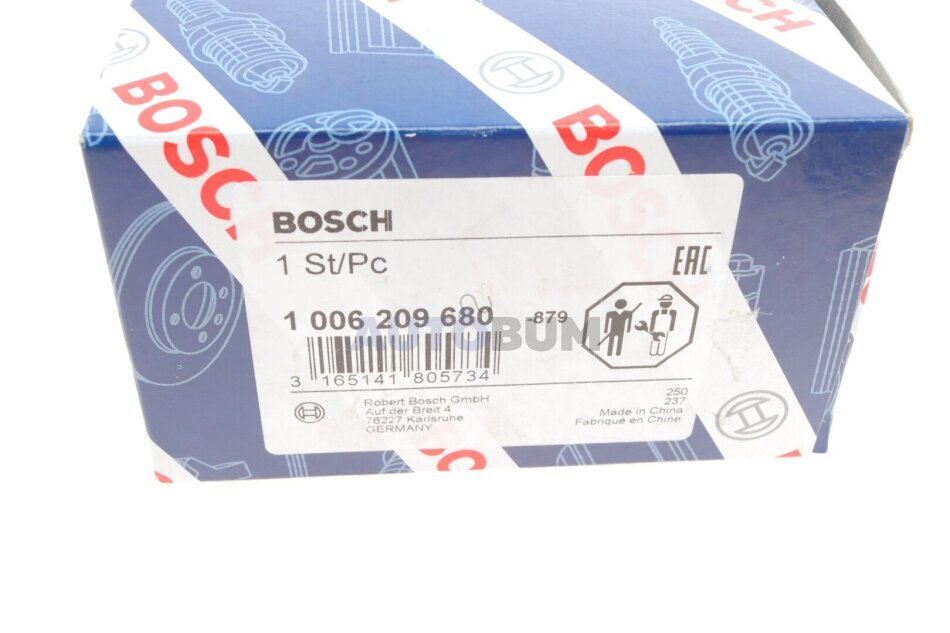 BOSCH
BOSCH
BOSCH
1 St/Pc
EAC
1 006 209 680 -879
AUTOBUM
3 165141 805734
Robert Bosch GmbH
Auf der Breit 4
76227 Karlsruhe
GERMANY
250
237
Made in China
Fabriqué en Chine